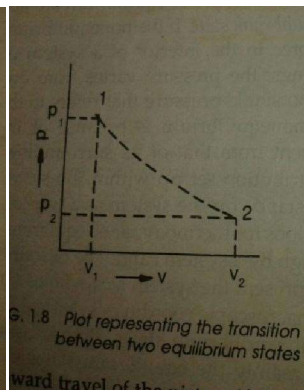 p₁
1
p
p₂
2
V₁
V
V₂
G. 1.8 Plot representing the transition
between two equilibrium states
ward travel of the